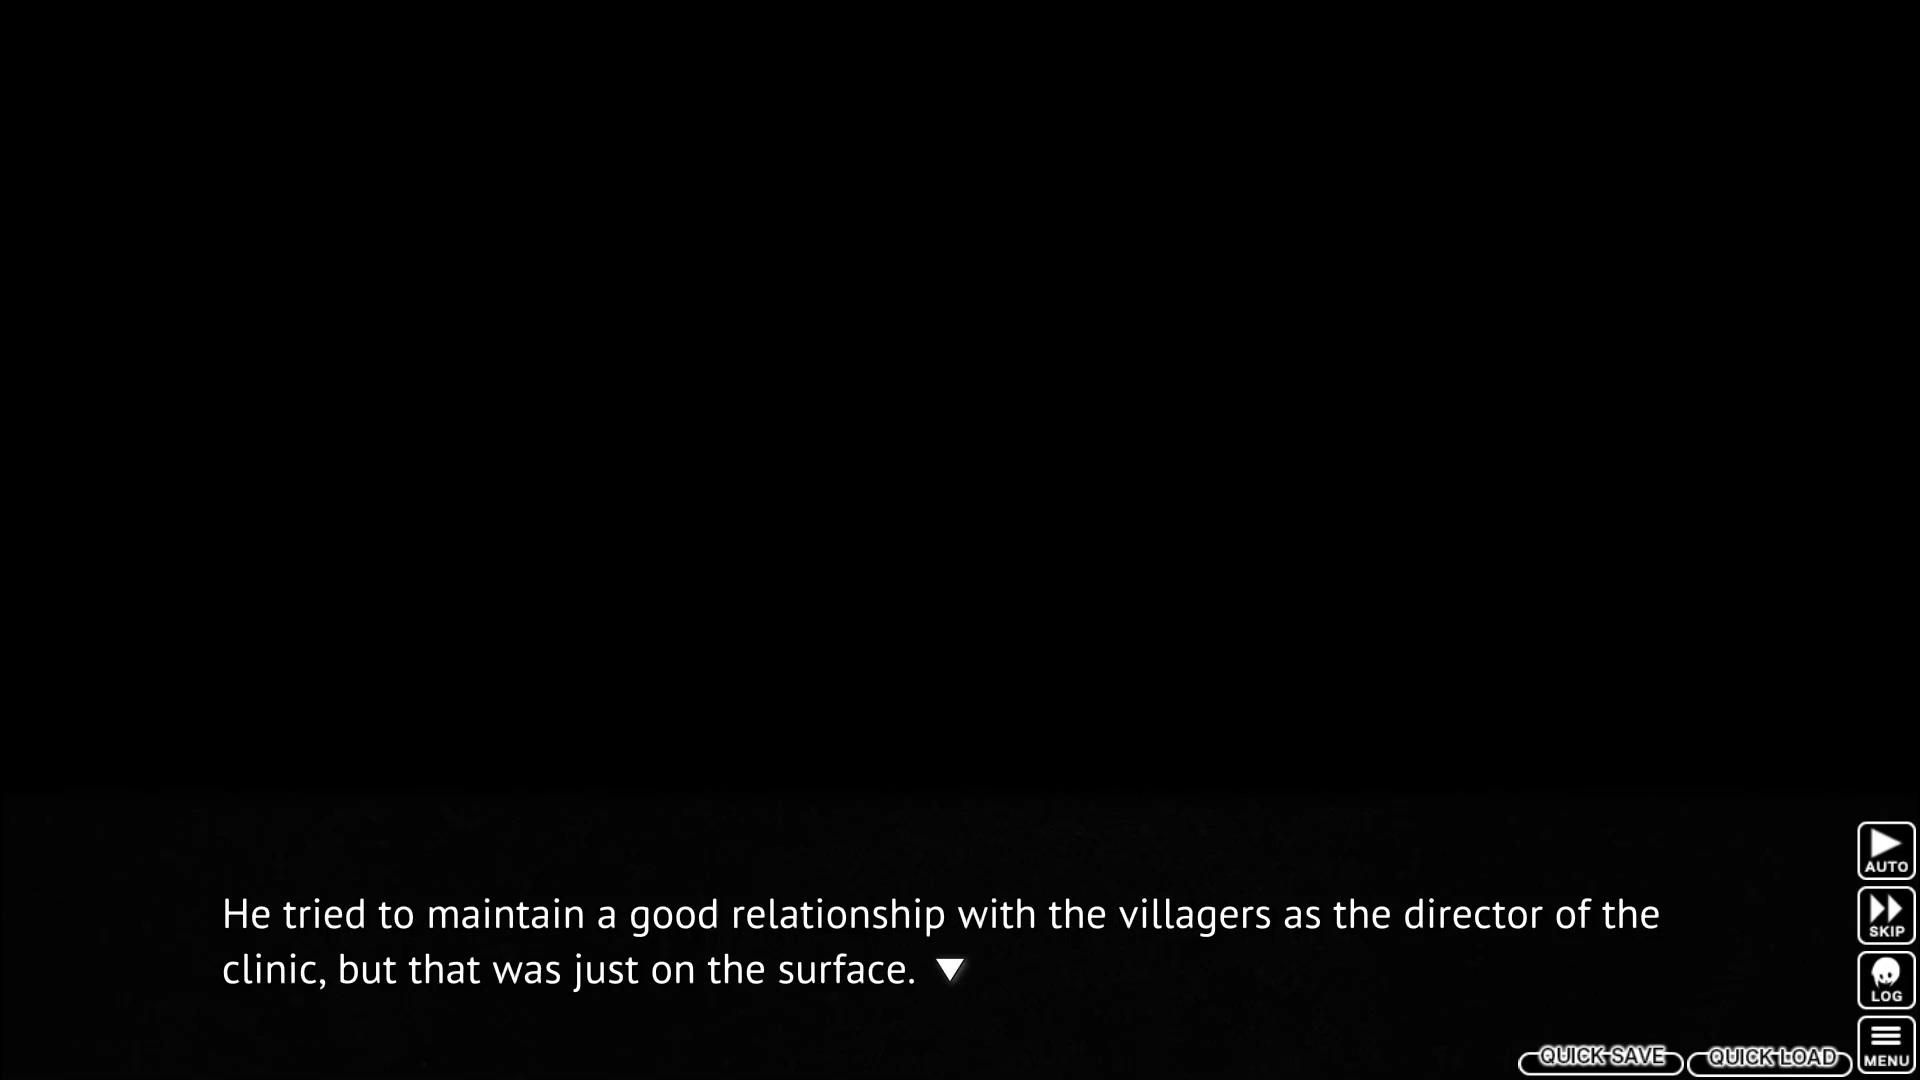 He tried to maintain a good relationship with the villagers as the director of the
clinic, but that was just on the surface.
AUTO
SKIP
LOG
MENU
QUICK SAVE
QUICK LOAD